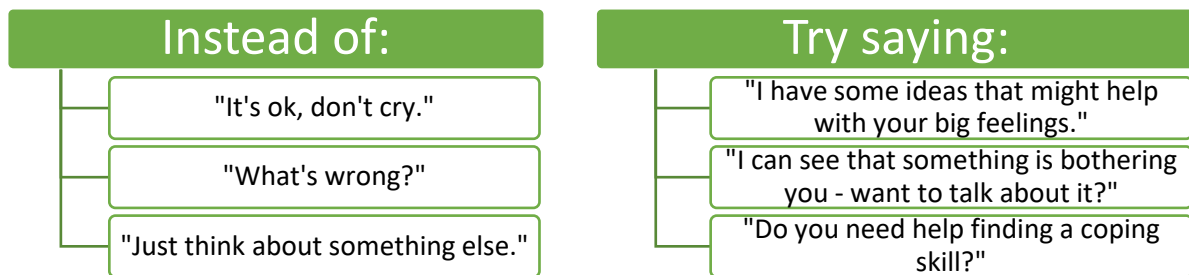 Instead of:
"It's ok, don't cry."
"What's wrong?"
"Just think about something else."
Try saying:
"I have some ideas that might help
with your big feelings."
"I can see that something is bothering
you - want to talk about it?"
"Do you need help finding a coping
skill?"